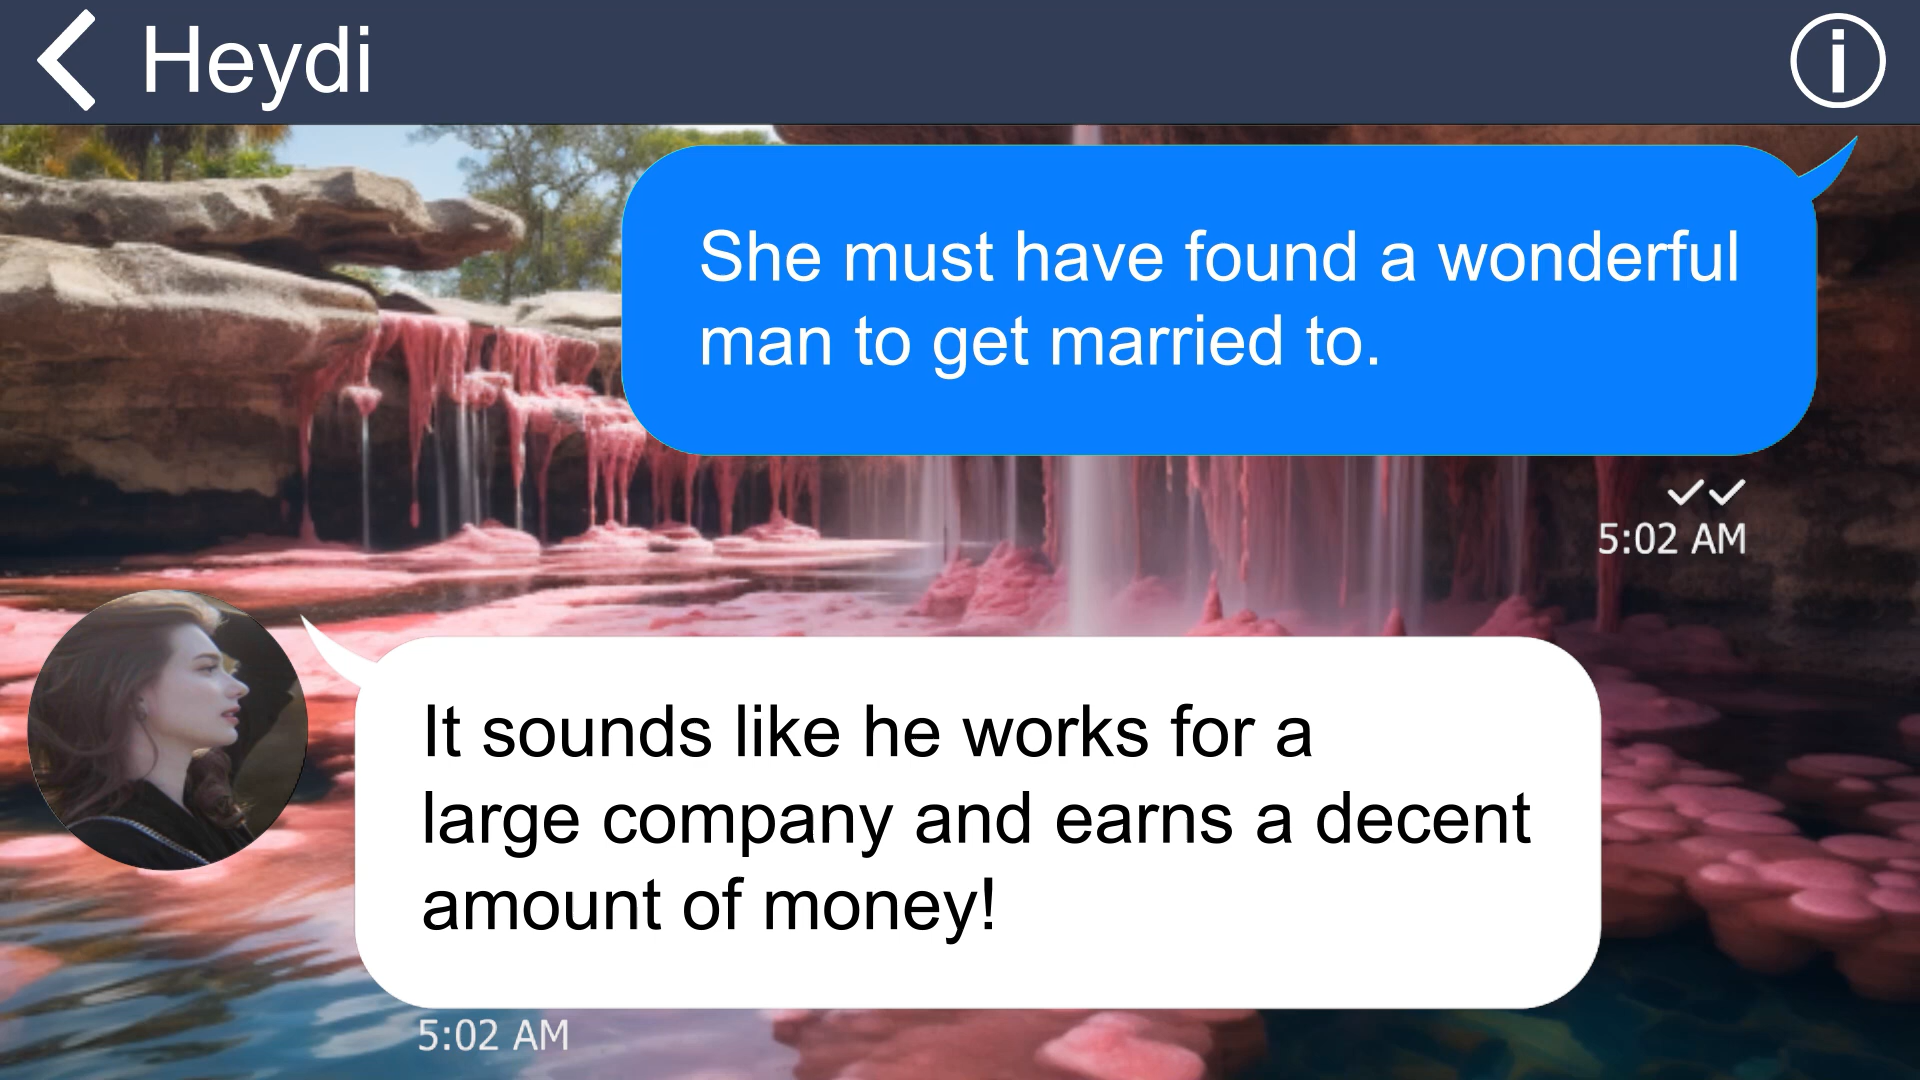 Heydi
She must have found a wonderful
man to get married to.
5:02 AM
It sounds like he works for a
large company and earns a decent
amount of money!
5:02 AM